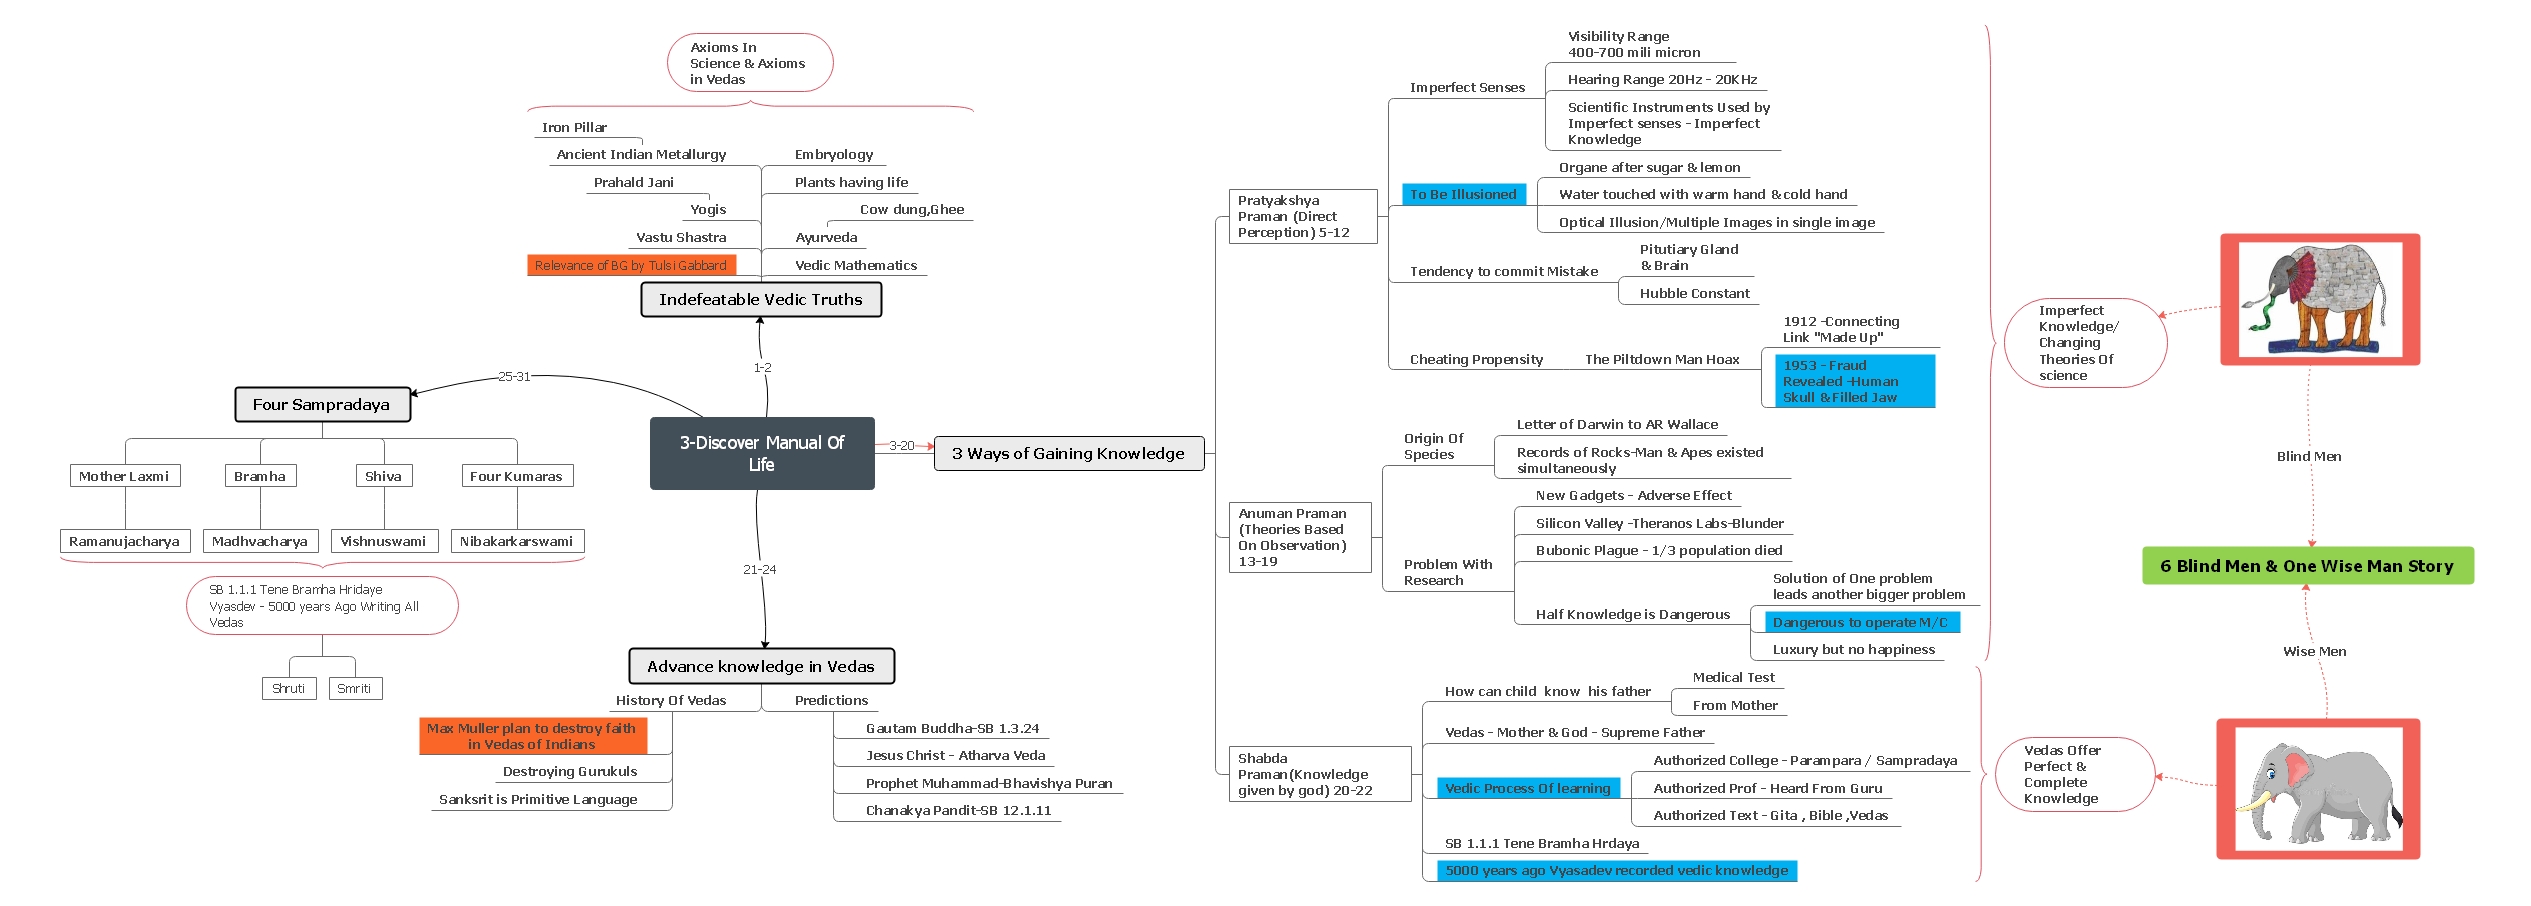 Axioms In
Science & Axioms
in Vedas
Iron Pillar
Ancient Indian Metallurgy
Prahald Jani
Yogis
Vastu Shastra
Relevance of BG by Tulsi Gabbard
Embryology
Plants having life
Cow dung,Ghee
Ayurveda
Vedic Mathematics
Indefeatable Vedic Truths
1-2
25-31
Four Sampradaya
Mother Laxmi
Bramha
Shiva
Four Kumaras
Ramanujacharya
Madhvacharya
Vishnuswami
Nibakarkarswami
SB 1.1.1 Tene Bramha Hridaye
Vyasdev - 5000 years Ago Writing All
Vedas
Shruti
Smriti
3-Discover Manual Of
Life
3-20
3 Ways of Gaining Knowledge
21-24
Advance knowledge in Vedas
History Of Vedas
Max Muller plan to destroy faith
in Vedas of Indians
Destroying Gurukuls
Sanksrit is Primitive Language
Predictions
Gautam Buddha-SB 1.3.24
Jesus Christ - Atharva Veda
Prophet Muhammad-Bhavishya Puran
Chanakya Pandit-SB 12.1.11
Pratyakshya
Praman (Direct
Perception) 5-12
Imperfect Senses
Visibility Range
400-700 mili micron
Hearing Range 20Hz - 20KHz
Scientific Instruments Used by
Imperfect senses - Imperfect
Knowledge
To Be Illusioned
Organe after sugar & lemon
Water touched with warm hand & cold hand
Optical Illusion/Multiple Images in single image
Tendency to commit Mistake
Pitutiary Gland
& Brain
Hubble Constant
Cheating Propensity
The Piltdown Man Hoax
1912 -Connecting
Link "Made Up"
1953 - Fraud
Revealed -Human
Skull & Filled Jaw
Anuman Praman
(Theories Based
On Observation)
13-19
Origin Of
Species
Letter of Darwin to AR Wallace
Records of Rocks-Man & Apes existed
simultaneously
Problem With
Research
New Gadgets - Adverse Effect
Silicon Valley -Theranos Labs-Blunder
Bubonic Plague - 1/3 population died
Half Knowledge is Dangerous
Solution of One problem
leads another bigger problem
Dangerous to operate M/C
Luxury but no happiness
Shabda
Praman(Knowledge
given by god) 20-22
How can child know his father
Medical Test
From Mother
Vedas - Mother & God - Supreme Father
Vedic Process Of learning
Authorized College - Parampara / Sampradaya
Authorized Prof - Heard From Guru
Authorized Text - Gita , Bible ,Vedas
SB 1.1.1 Tene Bramha Hrdaya
5000 years ago Vyasadev recorded vedic knowledge
Imperfect
Knowledge/
Changing
Theories Of
science
Blind Men
6 Blind Men & One Wise Man Story
Wise Men
Vedas Offer
Perfect &
Complete
Knowledge